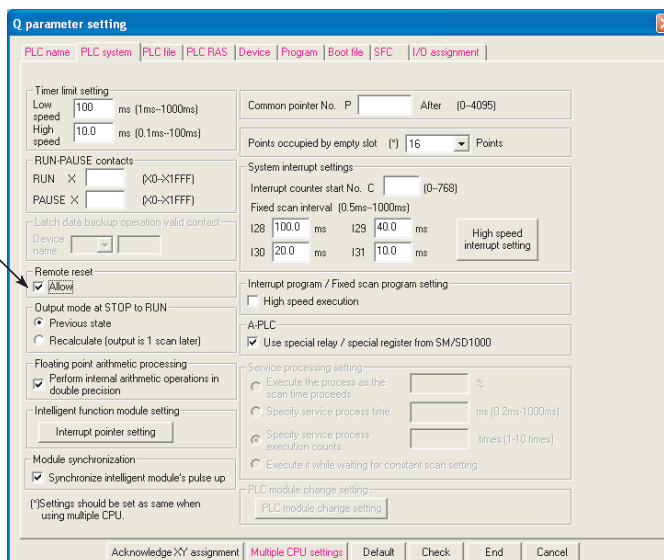 Q parameter setting
PLC name PLC system PLC file PLC RAS Device Program Boot file SFC I/O assignment
Timer limit setting
Low speed 100 ms (1ms--1000ms)
High speed 10.0 ms (0.1ms--100ms)
RUN-PAUSE contacts
RUN X (X0--X1FFF)
PAUSE X (X0--X1FFF)
Latch data backup operation valid contact
Device name
Remote reset
Allow
Output mode at STOP to RUN
Previous state
Recalculate (output is 1 scan later)
Floating point arithmetic processing
Perform internal arithmetic operations in
double precision
Intelligent function module setting
Interrupt pointer setting
Module synchronization
Synchronize intelligent module's pulse up
(*)Settings should be set as same when
using multiple CPU.
Common pointer No. P After (0--4095)
Points occupied by empty slot (*) 16 Points
System interrupt settings
Interrupt counter start No. C (0--768)
Fixed scan interval (0.5ms--1000ms)
I28 100.0 ms I29 40.0 ms
I30 20.0 ms I31 10.0 ms
High speed
interrupt setting
Interrupt program / Fixed scan program setting
High speed execution
A-PLC
Use special relay / special register from SM/SD1000
Service processing setting
Execute the process as the
scan time proceeds. %
Specify service process time. ms (0.2ms-1000ms)
Specify service process
execution counts. times (1-10 times)
Execute it while waiting for constant scan setting.
PLC module change setting
PLC module change setting
Acknowledge XY assignment Multiple CPU settings Default Check End Cancel